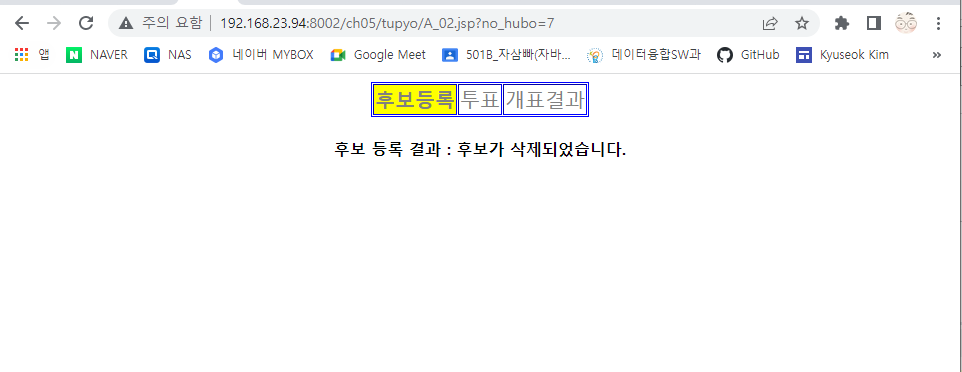 주의 요함 192.168.23.94:8002/ch05/tupyo/A_02.jsp?no_hubo=7
앱 NAVER NAS 네이버 MYBOX Google Meet 501B_자삼빠(자바... 데이터융합SW과 GitHub Kyuseok Kim »
후보등록 투표 개표결과
후보 등록 결과 : 후보가 삭제되었습니다.